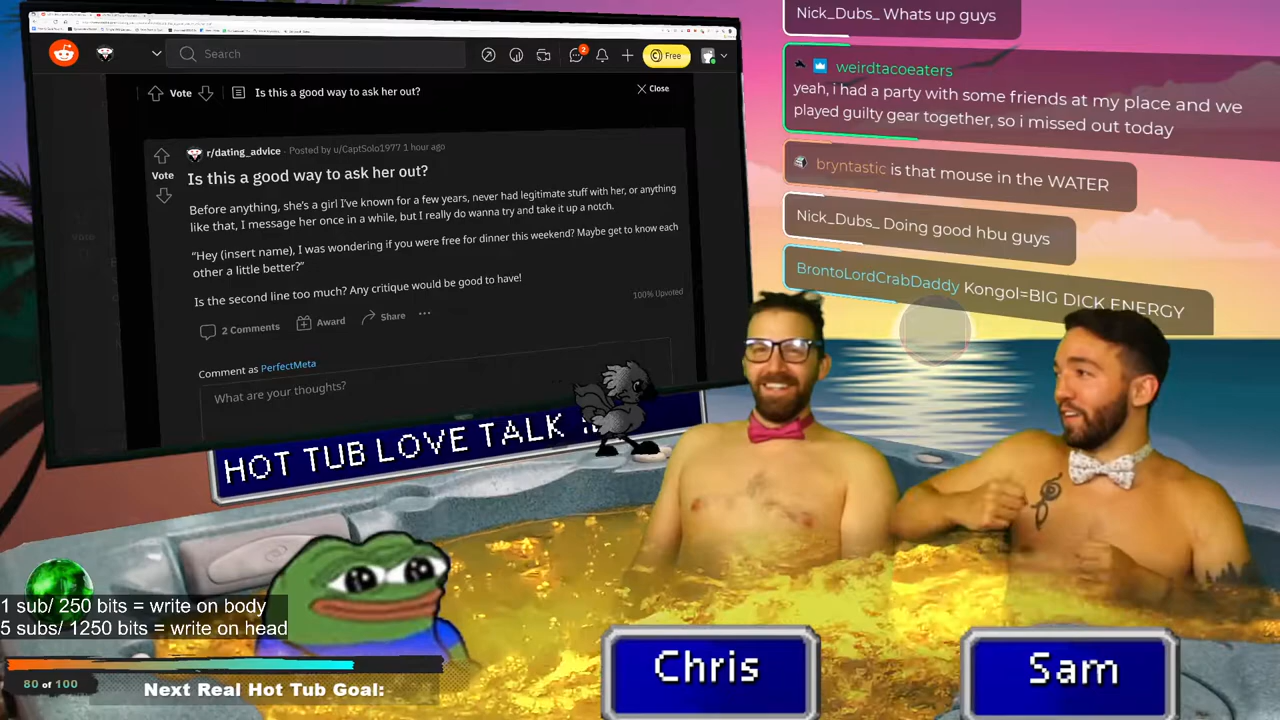 Search
2
Free
Vote
Is this a good way to ask her out?
Close
r/dating_advice · Posted by u/CaptSolo1977 1 hour ago
Vote
Is this a good way to ask her out?
Before anything, she's a girl I've known for a few years, never had legitimate stuff with her, or anything
like that, I message her once in a while, but I really do wanna try and take it up a notch.
"Hey (insert name), I was wondering if you were free for dinner this weekend? Maybe get to know each
other a little better?"
Is the second line too much? Any critique would be good to have!
100% Upvoted
2 Comments
Award
Share
Comment as PerfectMeta
What are your thoughts?
HOT TUB LOVE TALK
Nick_Dubs_ Whats up guys
weirdtacoeaters
yeah, i had a party with some friends at my place and we
played guilty gear together, so i missed out today
bryntastic is that mouse in the WATER
Nick_Dubs_ Doing good hbu guys
BrontoLordCrabDaddy Kongol=BIG DICK ENERGY
1 sub/ 250 bits = write on body
5 subs/ 1250 bits = write on head
80 of 100
Next Real Hot Tub Goal:
Chris
Sam